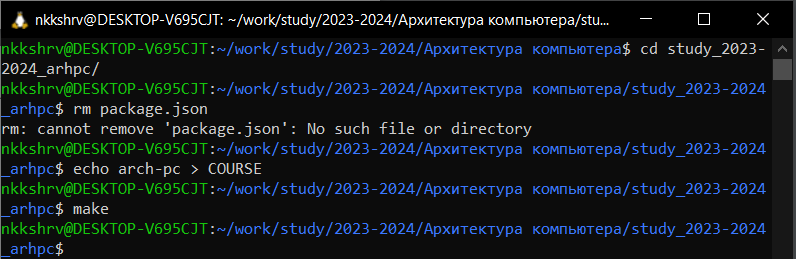 nkkshrv@DESKTOP-V695CJT: ~/work/study/2023-2024/Архитектура компьютера/stu...
nkkshrv@DESKTOP-V695CJT:~/work/study/2023-2024/Архитектура компьютера$ cd study_2023-
2024_arhpc/
nkkshrv@DESKTOP-V695CJT:~/work/study/2023-2024/Архитектура компьютера/study_2023-2024
_arhpc$ rm package.json
rm: cannot remove 'package.json': No such file or directory
nkkshrv@DESKTOP-V695CJT:~/work/study/2023-2024/Архитектура компьютера/study_2023-2024
_arhpc$ echo arch-pc > COURSE
nkkshrv@DESKTOP-V695CJT:~/work/study/2023-2024/Архитектура компьютера/study_2023-2024
_arhpc$ make
nkkshrv@DESKTOP-V695CJT:~/work/study/2023-2024/Архитектура компьютера/study_2023-2024
_arhpc$